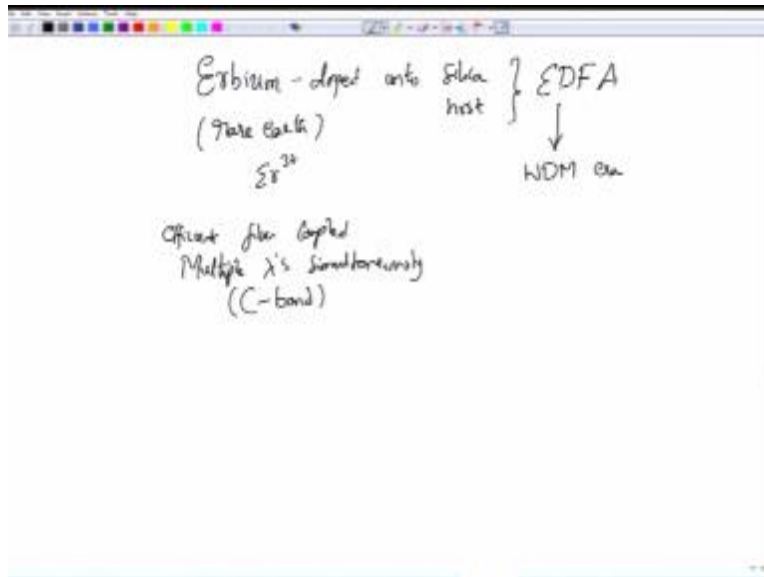 Erbium - doped onto Silica } EDFA
host
(rare Earth)
Er3+
WDM era
Efficient fiber Coupled
Multiple λ's Simultaneously
(C-band)